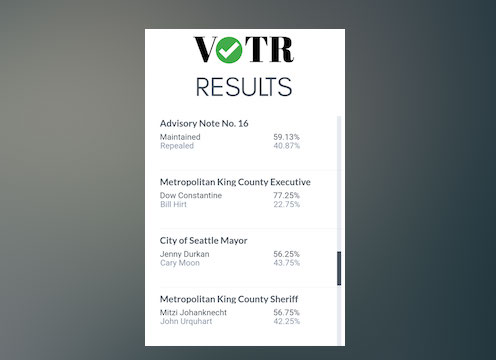 VOTR
RESULTS
Advisory Note No. 16
Maintained 59.13%
Repealed 40.87%
Metropolitan King County Executive
Dow Constantine 77.25%
Bill Hirt 22.75%
City of Seattle Mayor
Jenny Durkan 56.25%
Cary Moon 43.75%
Metropolitan King County Sheriff
Mitzi Johanknecht 56.75%
John Urquhart 42.25%